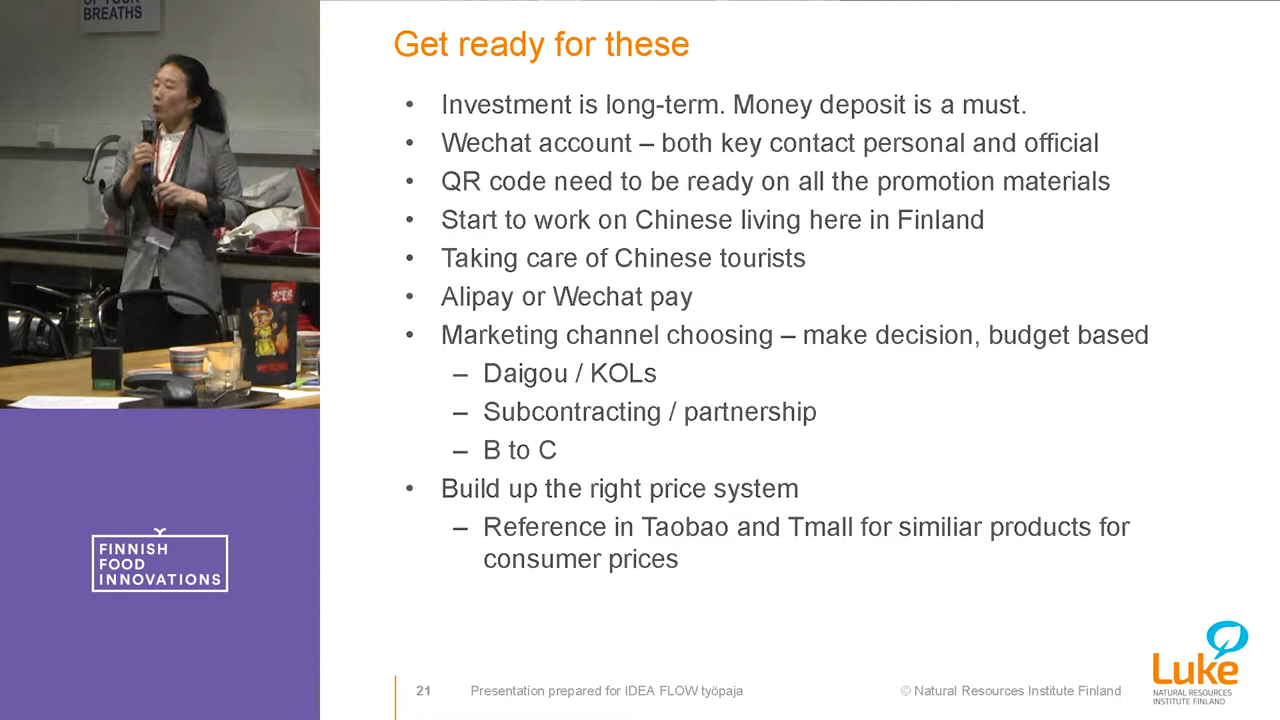 OF YOUR
BREATHS
Get ready for these
• Investment is long-term. Money deposit is a must.
• Wechat account – both key contact personal and official
• QR code need to be ready on all the promotion materials
• Start to work on Chinese living here in Finland
• Taking care of Chinese tourists
• Alipay or Wechat pay
• Marketing channel choosing – make decision, budget based
– Daigou / KOLs
– Subcontracting / partnership
– B to C
• Build up the right price system
– Reference in Taobao and Tmall for similiar products for
consumer prices
FINNISH
FOOD
INNOVATIONS
21
Presentation prepared for IDEA FLOW työpaja
© Natural Resources Institute Finland
Luke
NATURAL RESOURCES
INSTITUTE FINLAND